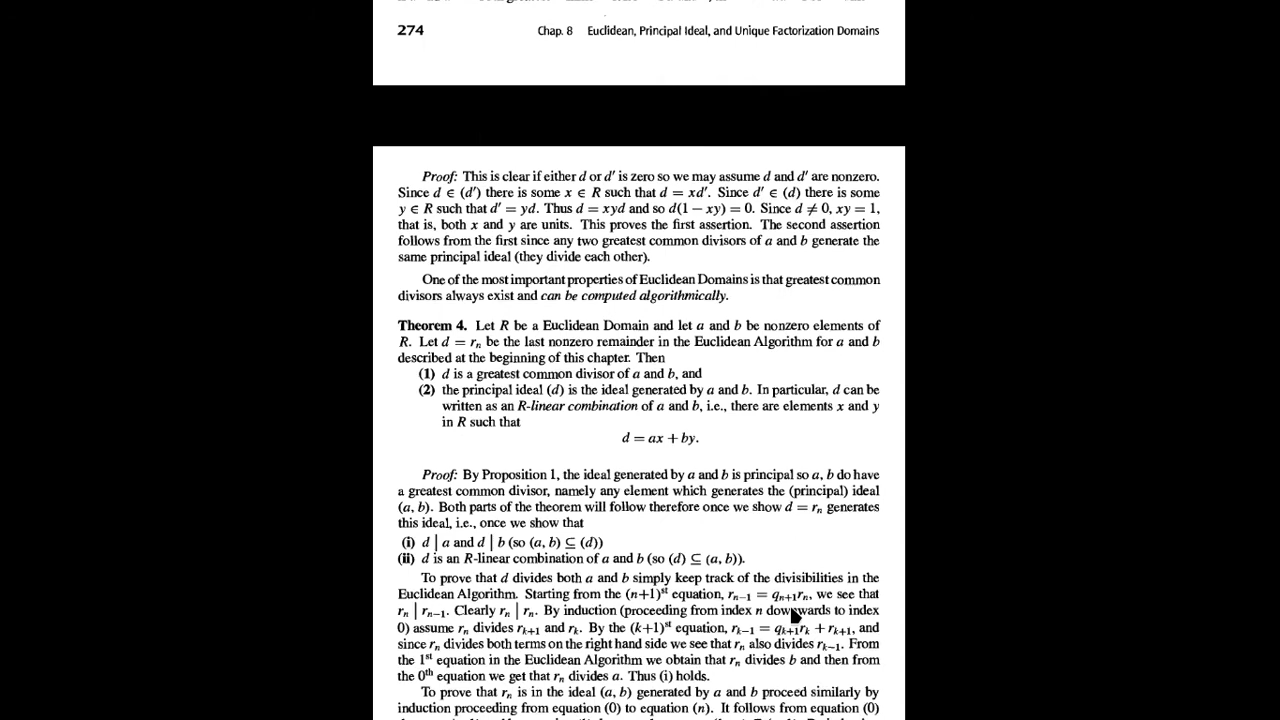 274
Chap. 8 Euclidean, Principal Ideal, and Unique Factorization Domains
Proof: This is clear if either d or d′ is zero so we may assume d and d′ are nonzero.
Since d ∈ (d′) there is some x ∈ R such that d = xd′. Since d′ ∈ (d) there is some
y ∈ R such that d′ = yd. Thus d = xyd and so d(1 − xy) = 0. Since d ≠ 0, xy = 1,
that is, both x and y are units. This proves the first assertion. The second assertion
follows from the first since any two greatest common divisors of a and b generate the
same principal ideal (they divide each other).
One of the most important properties of Euclidean Domains is that greatest common
divisors always exist and can be computed algorithmically.
Theorem 4. Let R be a Euclidean Domain and let a and b be nonzero elements of
R. Let d = rₙ be the last nonzero remainder in the Euclidean Algorithm for a and b
described at the beginning of this chapter. Then
(1) d is a greatest common divisor of a and b, and
(2) the principal ideal (d) is the ideal generated by a and b. In particular, d can be
written as an R-linear combination of a and b, i.e., there are elements x and y
in R such that
d = ax + by.
Proof: By Proposition 1, the ideal generated by a and b is principal so a, b do have
a greatest common divisor, namely any element which generates the (principal) ideal
(a, b). Both parts of the theorem will follow therefore once we show d = rₙ generates
this ideal, i.e., once we show that
(i) d | a and d | b (so (a, b) ⊆ (d))
(ii) d is an R-linear combination of a and b (so (d) ⊆ (a, b)).
To prove that d divides both a and b simply keep track of the divisibilities in the
Euclidean Algorithm. Starting from the (n+1)ˢᵗ equation, rₙ₋₁ = qₙ₊₁rₙ, we see that
rₙ | rₙ₋₁. Clearly rₙ | rₙ. By induction (proceeding from index n downwards to index
0) assume rₙ divides rₖ₊₁ and rₖ. By the (k+1)ˢᵗ equation, rₖ₋₁ = qₖ₊₁rₖ + rₖ₊₁, and
since rₙ divides both terms on the right hand side we see that rₙ also divides rₖ₋₁. From
the 1ˢᵗ equation in the Euclidean Algorithm we obtain that rₙ divides b and then from
the 0ᵗʰ equation we get that rₙ divides a. Thus (i) holds.
To prove that rₙ is in the ideal (a, b) generated by a and b proceed similarly by
induction proceeding from equation (0) to equation (n). It follows from equation (0)